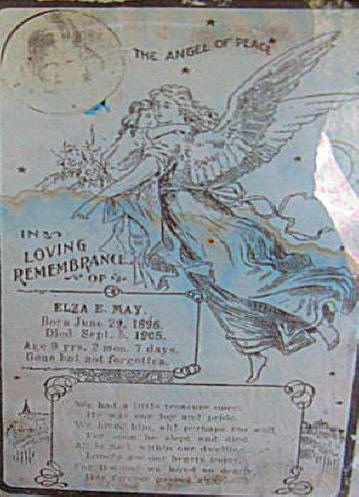 THE ANGEL OF PEACE
IN
LOVING
REMEMBRANCE
OF
ELZA E. MAY.
Born June 29, 1896.
Died Sept. 5, 1905.
Age 9 yrs. 2 mos. 7 days.
Gone but not forgotten.
We had a little treasure once,
He was our joy and pride,
We loved him, ah! perhaps too well,
For soon he slept and died.
All is dark within our dwelling,
Lonely are our hearts today,
For the one we loved so dearly
Has forever passed away.